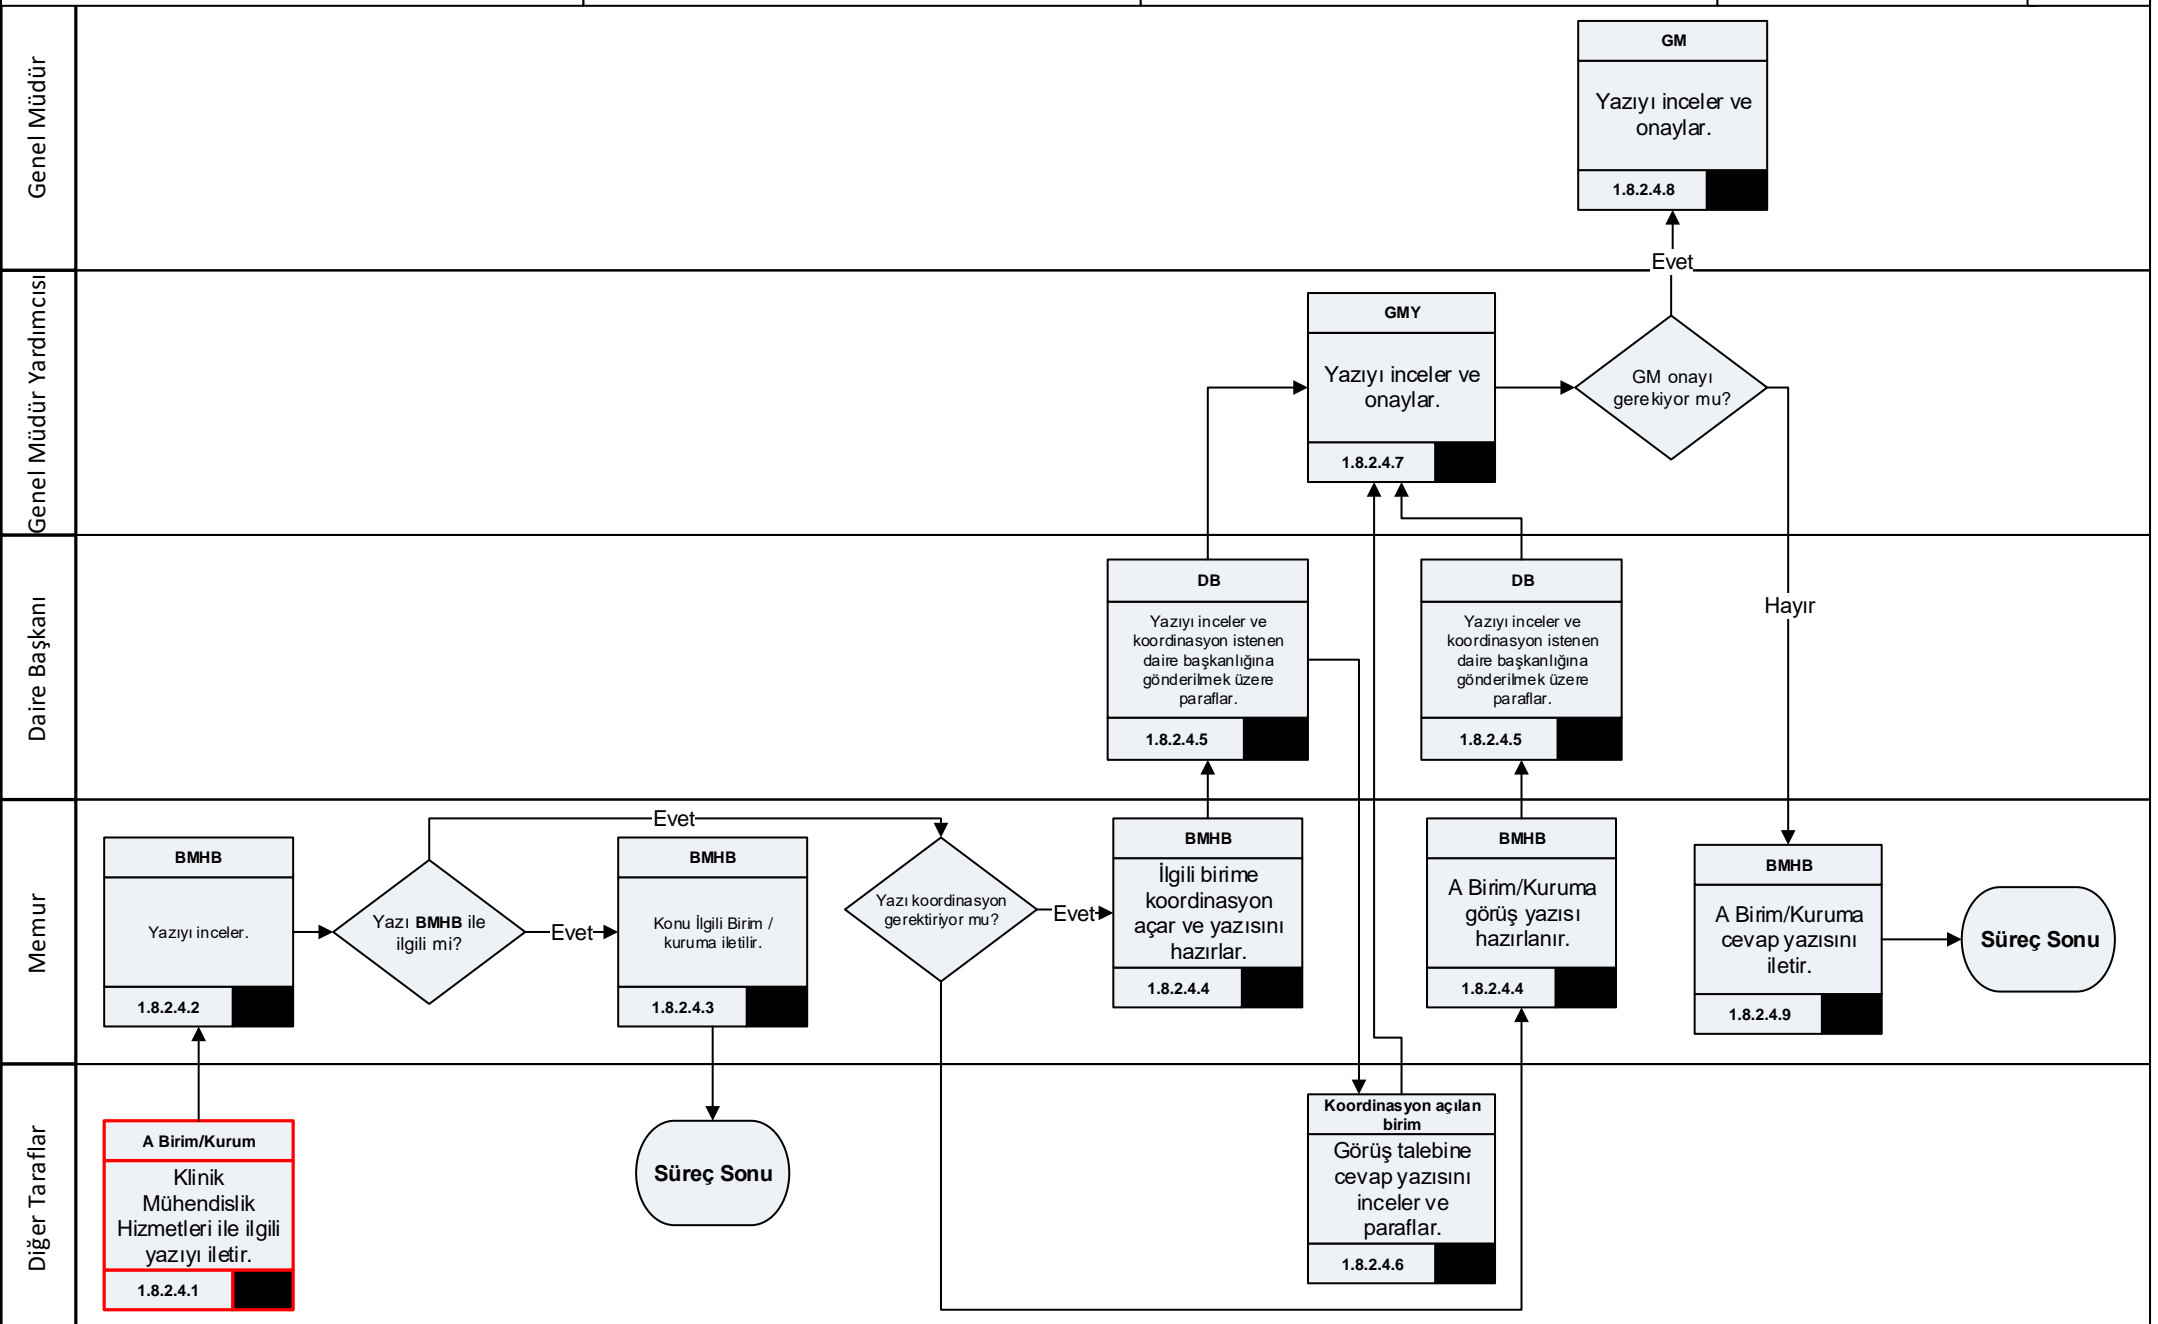 Genel Müdür
GM
Yazıyı inceler ve
onaylar.
1.8.2.4.8
Evet
Genel Müdür Yardımcısı
GMY
Yazıyı inceler ve
onaylar.
1.8.2.4.7
GM onayı
gerekiyor mu?
Hayır
Daire Başkanı
DB
Yazıyı inceler ve
koordinasyon istenen
daire başkanlığına
gönderilmek üzere
paraflar.
1.8.2.4.5
DB
Yazıyı inceler ve
koordinasyon istenen
daire başkanlığına
gönderilmek üzere
paraflar.
1.8.2.4.5
Memur
BMHB
Yazıyı inceler.
1.8.2.4.2
Yazı BMHB ile
ilgili mi?
Evet
Evet
BMHB
Konu İlgili Birim /
kuruma iletilir.
1.8.2.4.3
Yazı koordinasyon
gerektiriyor mu?
Evet
BMHB
İlgili birime
koordinasyon
açar ve yazısını
hazırlar.
1.8.2.4.4
BMHB
A Birim/Kuruma
görüş yazısı
hazırlanır.
1.8.2.4.4
BMHB
A Birim/Kuruma
cevap yazısını
iletir.
1.8.2.4.9
Süreç Sonu
Diğer Taraflar
A Birim/Kurum
Klinik
Mühendislik
Hizmetleri ile ilgili
yazıyı iletir.
1.8.2.4.1
Süreç Sonu
Koordinasyon açılan
birim
Görüş talebine
cevap yazısını
inceler ve
paraflar.
1.8.2.4.6